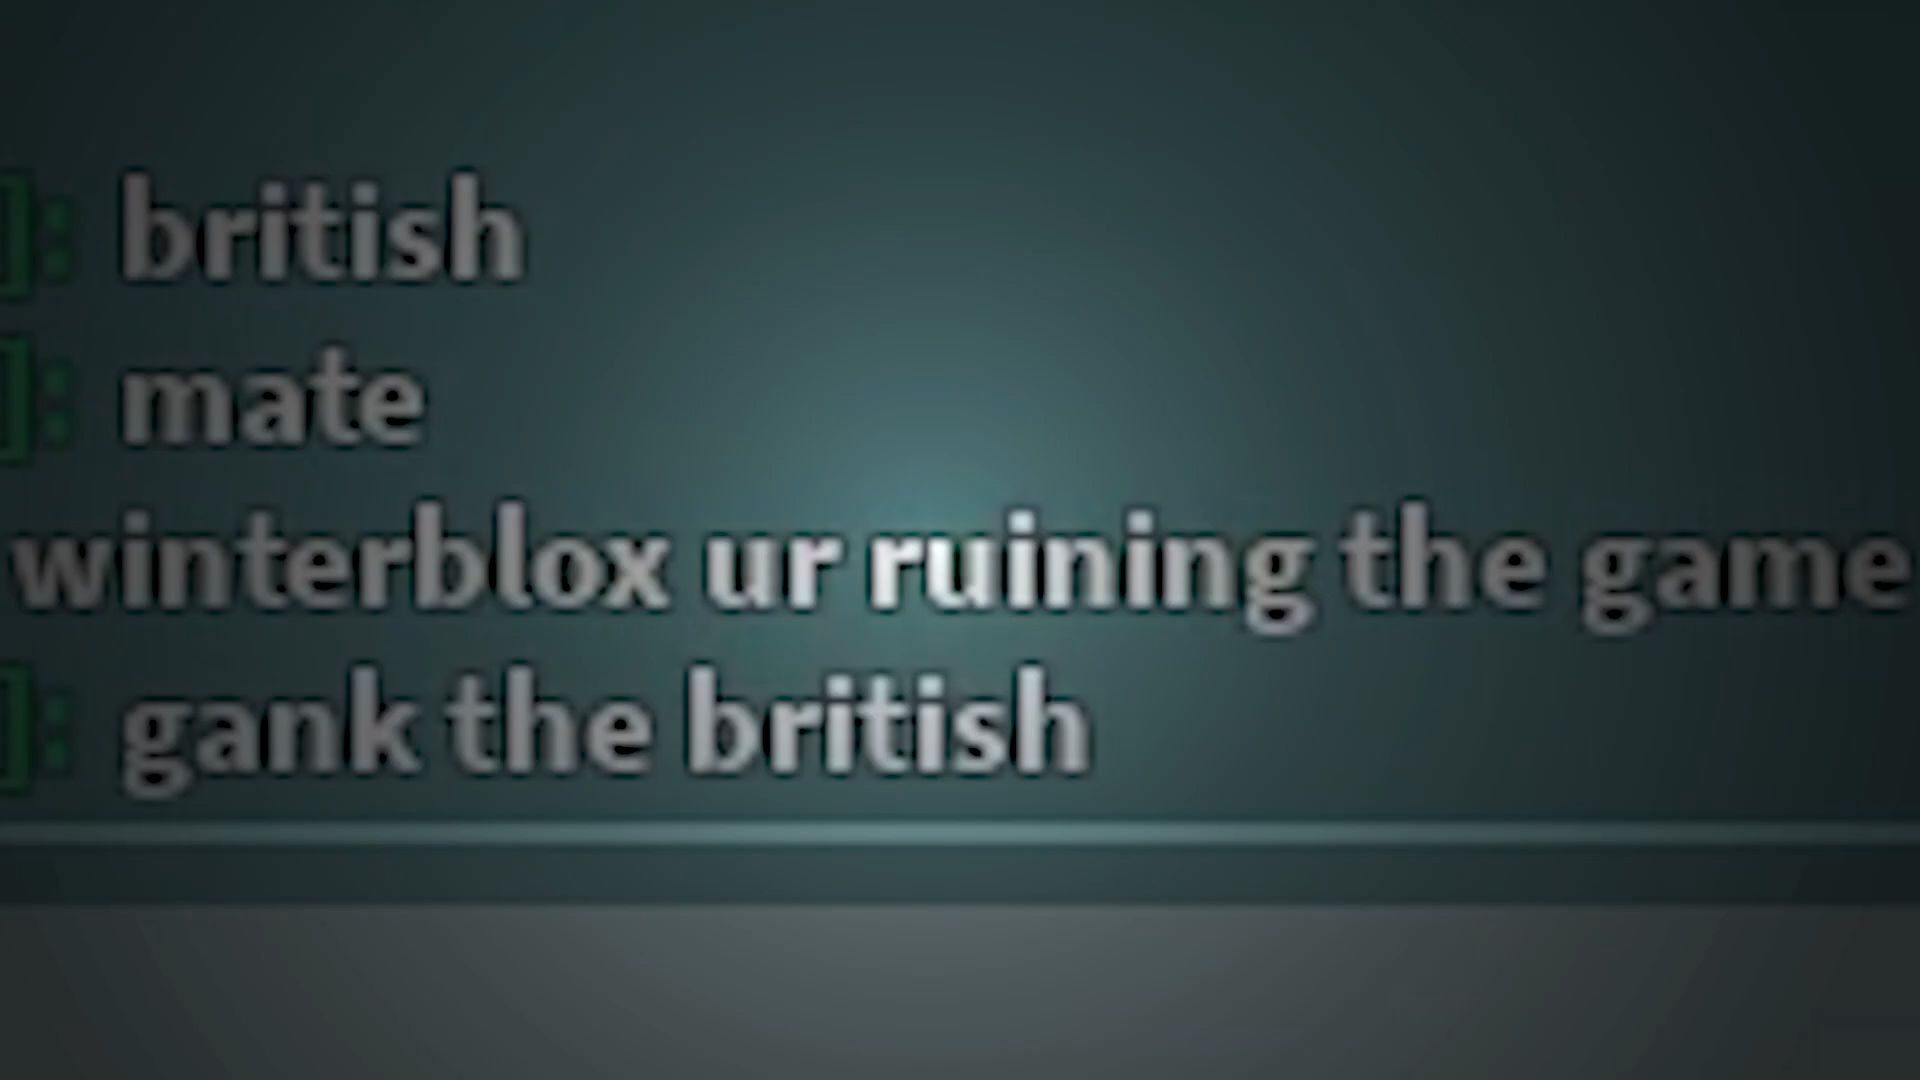 ]: british
]: mate
winterblox ur ruining the game
]: gank the british